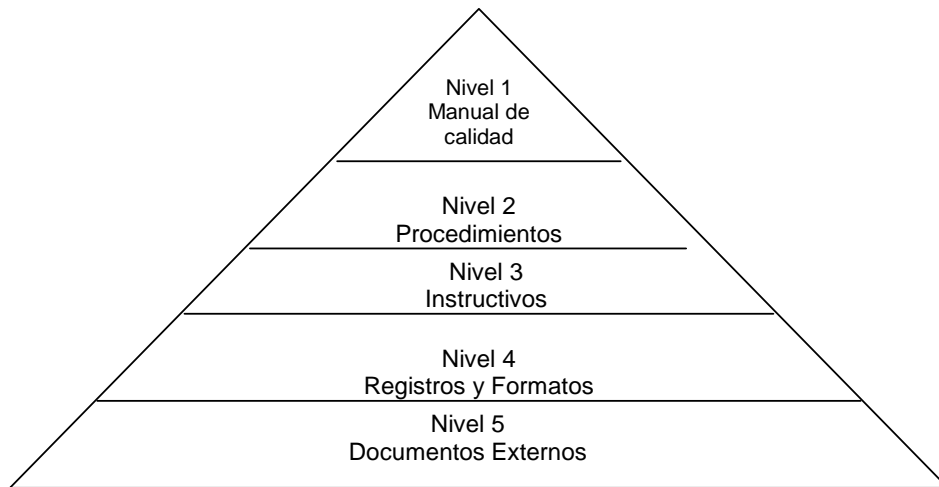 Nivel 1
Manual de
calidad
Nivel 2
Procedimientos
Nivel 3
Instructivos
Nivel 4
Registros y Formatos
Nivel 5
Documentos Externos